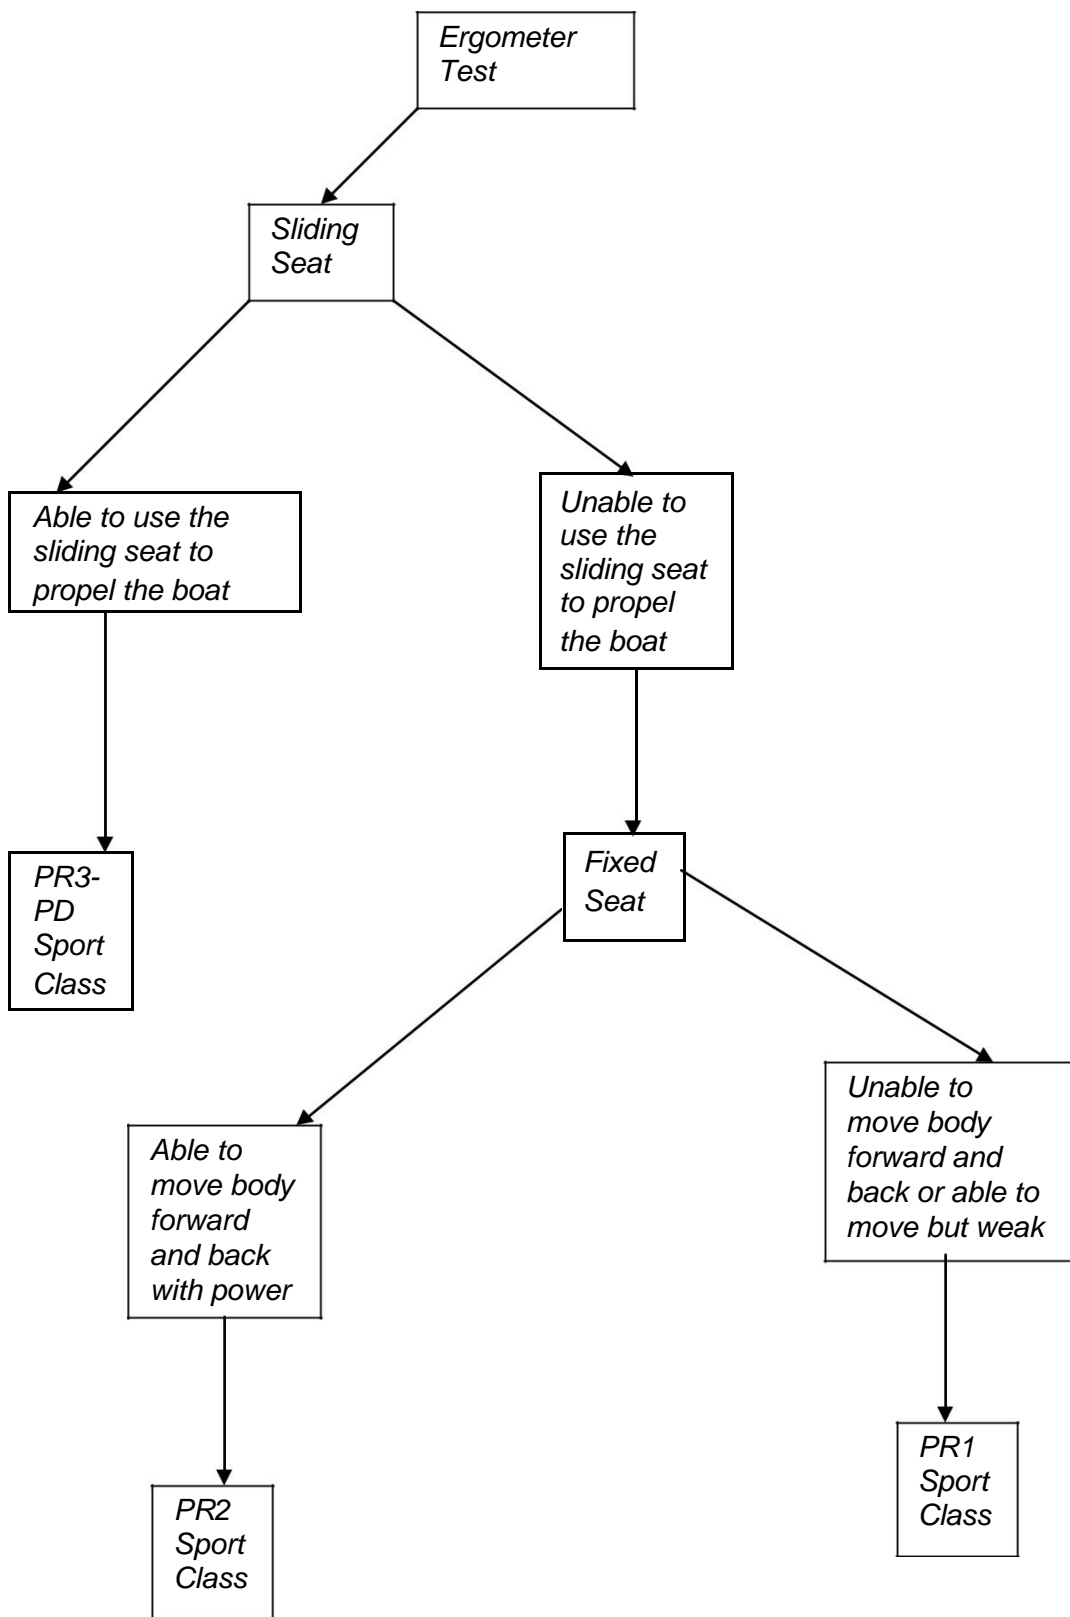 Ergometer
Test
Sliding
Seat
Able to use the
sliding seat to
propel the boat
Unable to
use the
sliding seat
to propel
the boat
PR3-
PD
Sport
Class
Fixed
Seat
Able to
move body
forward
and back
with power
Unable to
move body
forward and
back or able to
move but weak
PR2
Sport
Class
PR1
Sport
Class